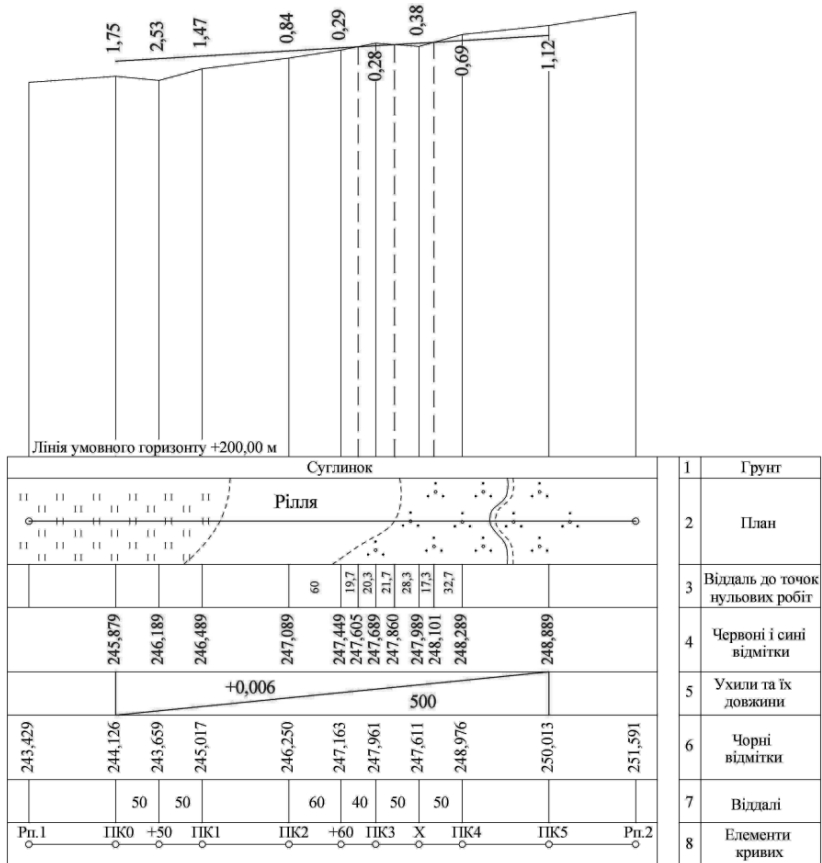 1,75 2,53 1,47 0,84 0,29 0,28 0,38 0,69 1,12
Лінія умовного горизонту +200,00 м
Суглинок 1 Грунт
Рілля 2 План
60 19,7 20,3 21,7 28,3 17,3 32,7 3 Віддаль до точок
нульових робіт
245,879 246,189 246,489 247,089 247,449 247,605 247,689 247,860 247,989 248,101 248,289 248,889 4 Червоні і сині
відмітки
+0,006 500 5 Ухили та їх
довжини
243,429 244,126 243,659 245,017 246,250 247,163 247,961 247,611 248,976 250,013 251,591 6 Чорні
відмітки
50 50 60 40 50 50 7 Віддалі
Рп.1 ПК0 +50 ПК1 ПК2 +60 ПК3 Х ПК4 ПК5 Рп.2 8 Елементи
кривих